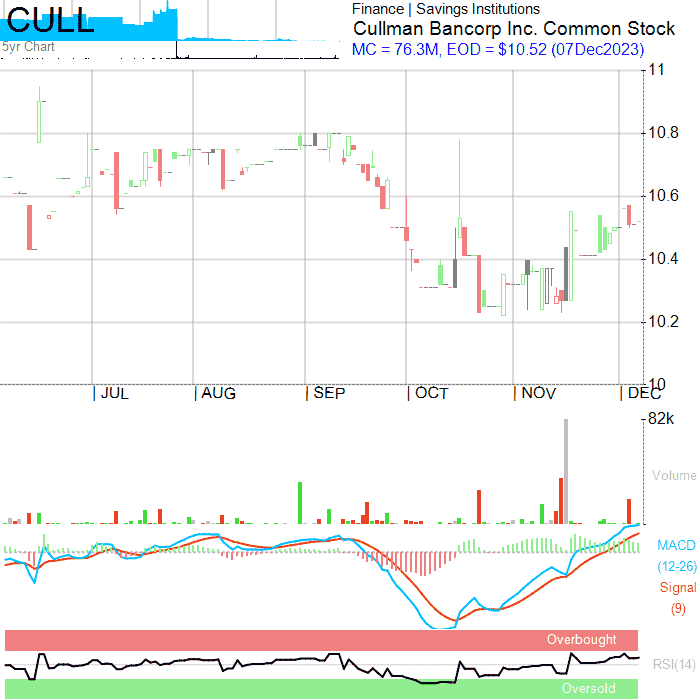 CULL
5yr Chart
Finance | Savings Institutions
Cullman Bancorp Inc. Common Stock
MC = 76.3M, EOD = $10.52 (07Dec2023)
11
10.8
10.6
10.4
10.2
10
JUL AUG SEP OCT NOV DEC
82k
Volume
MACD
(12-26)
Signal
(9)
Overbought
RSI(14)
Oversold